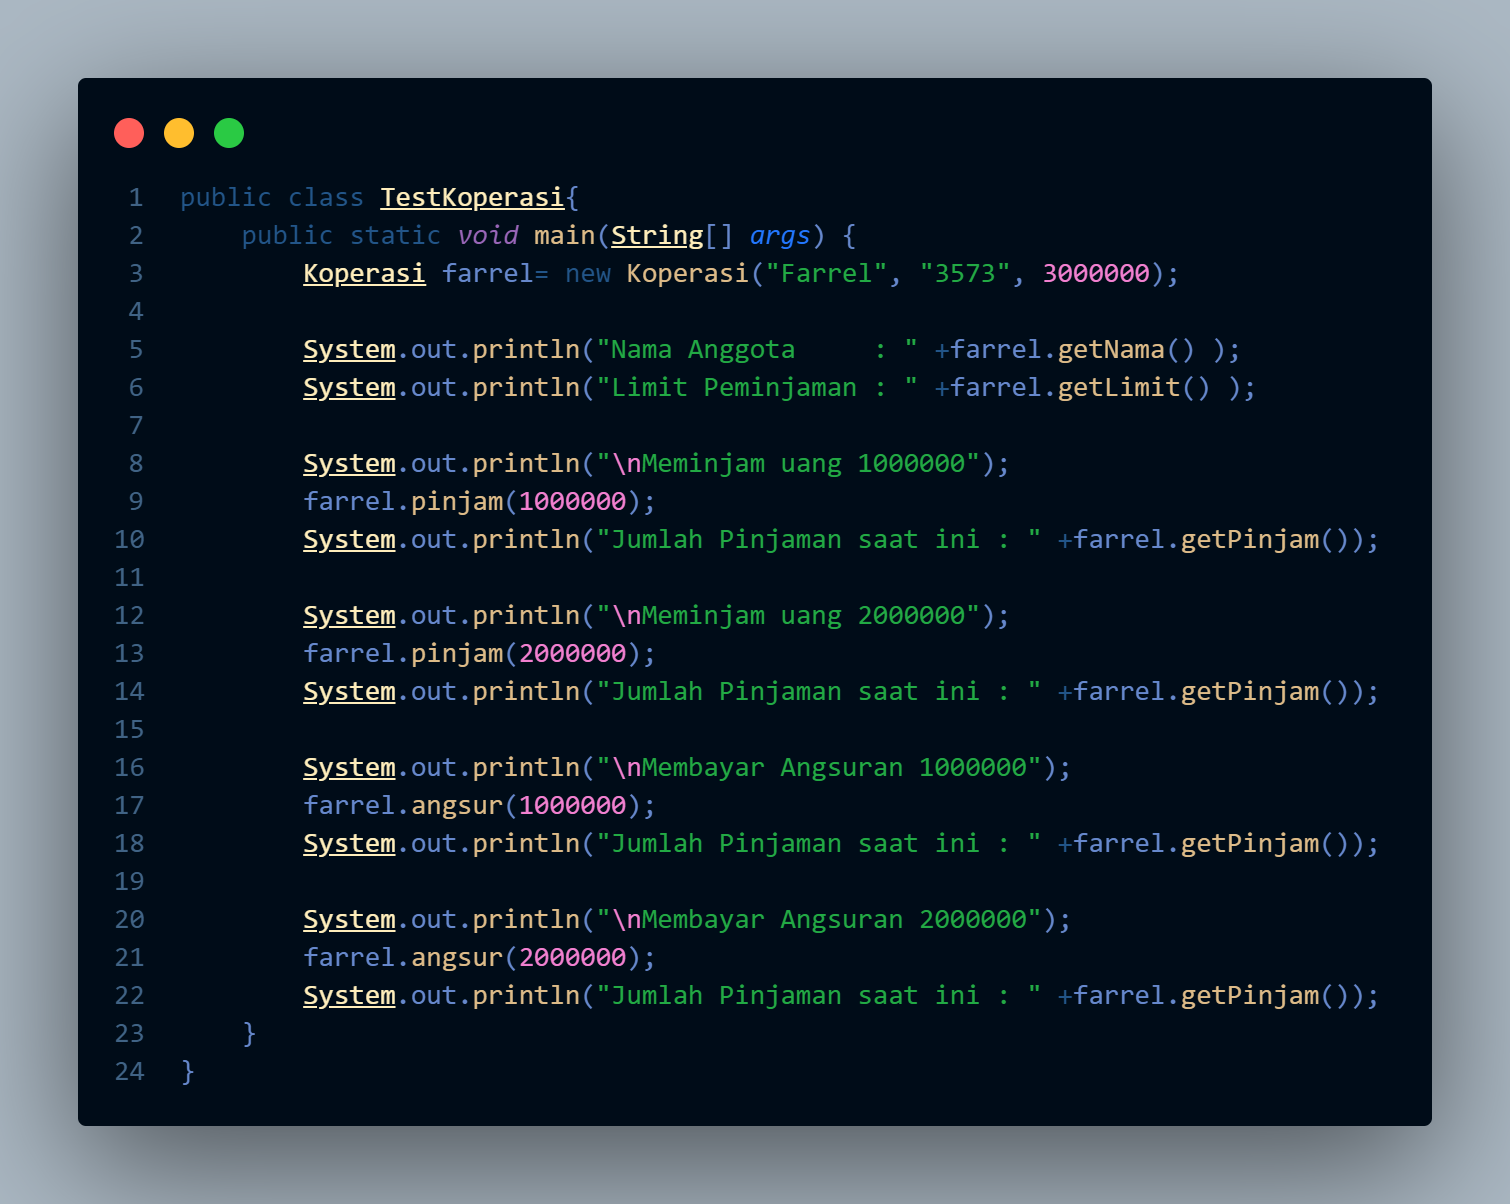 1 public class TestKoperasi{
2     public static void main(String[] args) {
3         Koperasi farrel= new Koperasi("Farrel", "3573", 3000000);
4
5         System.out.println("Nama Anggota     : " +farrel.getNama() );
6         System.out.println("Limit Peminjaman : " +farrel.getLimit() );
7
8         System.out.println("\nMeminjam uang 1000000");
9         farrel.pinjam(1000000);
10         System.out.println("Jumlah Pinjaman saat ini : " +farrel.getPinjam());
11
12         System.out.println("\nMeminjam uang 2000000");
13         farrel.pinjam(2000000);
14         System.out.println("Jumlah Pinjaman saat ini : " +farrel.getPinjam());
15
16         System.out.println("\nMembayar Angsuran 1000000");
17         farrel.angsur(1000000);
18         System.out.println("Jumlah Pinjaman saat ini : " +farrel.getPinjam());
19
20         System.out.println("\nMembayar Angsuran 2000000");
21         farrel.angsur(2000000);
22         System.out.println("Jumlah Pinjaman saat ini : " +farrel.getPinjam());
23     }
24 }